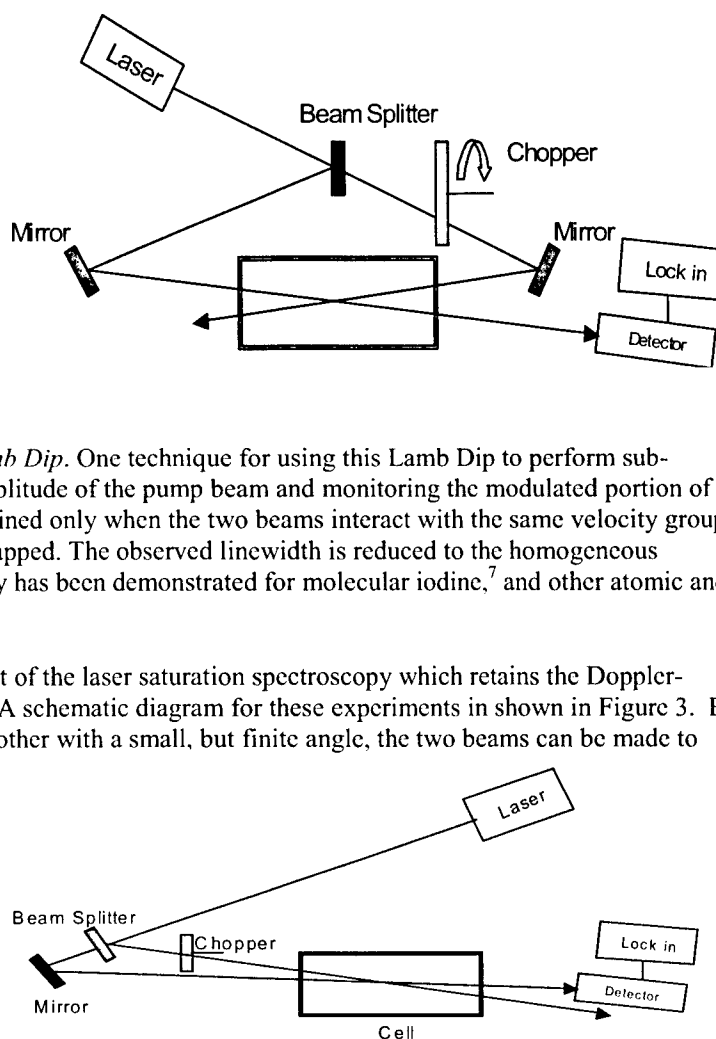 Laser
Beam Splitter
Chopper
Mirror
Mirror
Lock in
Detector
ab Dip. One technique for using this Lamb Dip to perform sub-
plitude of the pump beam and monitoring the modulated portion of
ined only when the two beams interact with the same velocity group
apped. The observed linewidth is reduced to the homogeneous
y has been demonstrated for molecular iodine,7 and other atomic an
t of the laser saturation spectroscopy which retains the Doppler-
A schematic diagram for these experiments in shown in Figure 3.
other with a small, but finite angle, the two beams can be made to
Laser
Beam Splitter
Chopper
Lock in
Detector
Mirror
Cell